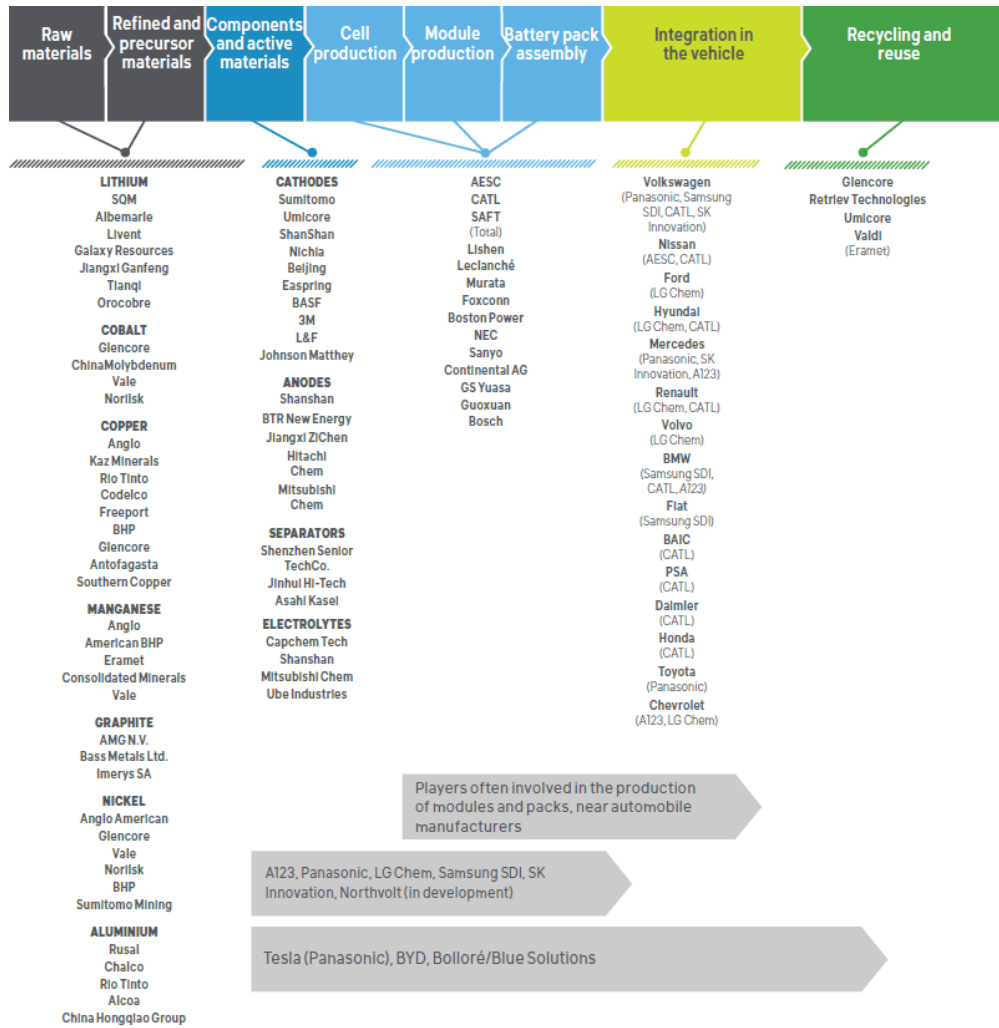 Raw
materials
Refined and
precursor
materials
Components
and active
materials
Cell
production
Module
production
Battery pack
assembly
Integration in
the vehicle
Recycling and
reuse
LITHIUM
SQM
Albemarle
Livent
Galaxy Resources
Jiangxi Ganfeng
Tianqi
Orocobre
COBALT
Glencore
ChinaMolybdenum
Vale
Norilsk
COPPER
Anglo
Kaz Minerals
Rio Tinto
Codelco
Freeport
BHP
Glencore
Antofagasta
Southern Copper
MANGANESE
Anglo
American BHP
Eramet
Consolidated Minerals
Vale
GRAPHITE
AMG N.V.
Bass Metals Ltd.
Imerys SA
NICKEL
Anglo American
Glencore
Vale
Norilsk
BHP
Sumitomo Mining
ALUMINIUM
Rusal
Chalco
Rio Tinto
Alcoa
China Hongqiao Group
CATHODES
Sumitomo
Umicore
ShanShan
Nichia
Beijing
Easpring
BASF
3M
L&F
Johnson Matthey
ANODES
Shanshan
BTR New Energy
Jiangxi ZiChen
Hitachi
Chem
Mitsubishi
Chem
SEPARATORS
Shenzhen Senior
TechCo.
Jinhui Hi-Tech
Asahi Kasei
ELECTROLYTES
Capchem Tech
Shanshan
Mitsubishi Chem
Ube Industries
AESC
CATL
SAFT
(Total)
Lishen
Leclanché
Murata
Foxconn
Boston Power
NEC
Sanyo
Continental AG
GS Yuasa
Guoxuan
Bosch
Volkswagen
(Panasonic, Samsung
SDI, CATL, SK
Innovation)
Nissan
(AESC, CATL)
Ford
(LG Chem)
Hyundai
(LG Chem, CATL)
Mercedes
(Panasonic, SK
Innovation, A123)
Renault
(LG Chem, CATL)
Volvo
(LG Chem)
BMW
(Samsung SDI,
CATL, A123)
Fiat
(Samsung SDI)
BAIC
(CATL)
PSA
(CATL)
Daimler
(CATL)
Honda
(CATL)
Toyota
(Panasonic)
Chevrolet
(A123, LG Chem)
Glencore
Retriev Technologies
Umicore
Valdi
(Eramet)
Players often involved in the production
of modules and packs, near automobile
manufacturers
A123, Panasonic, LG Chem, Samsung SDI, SK
Innovation, Northvolt (in development)
Tesla (Panasonic), BYD, Bolloré/Blue Solutions